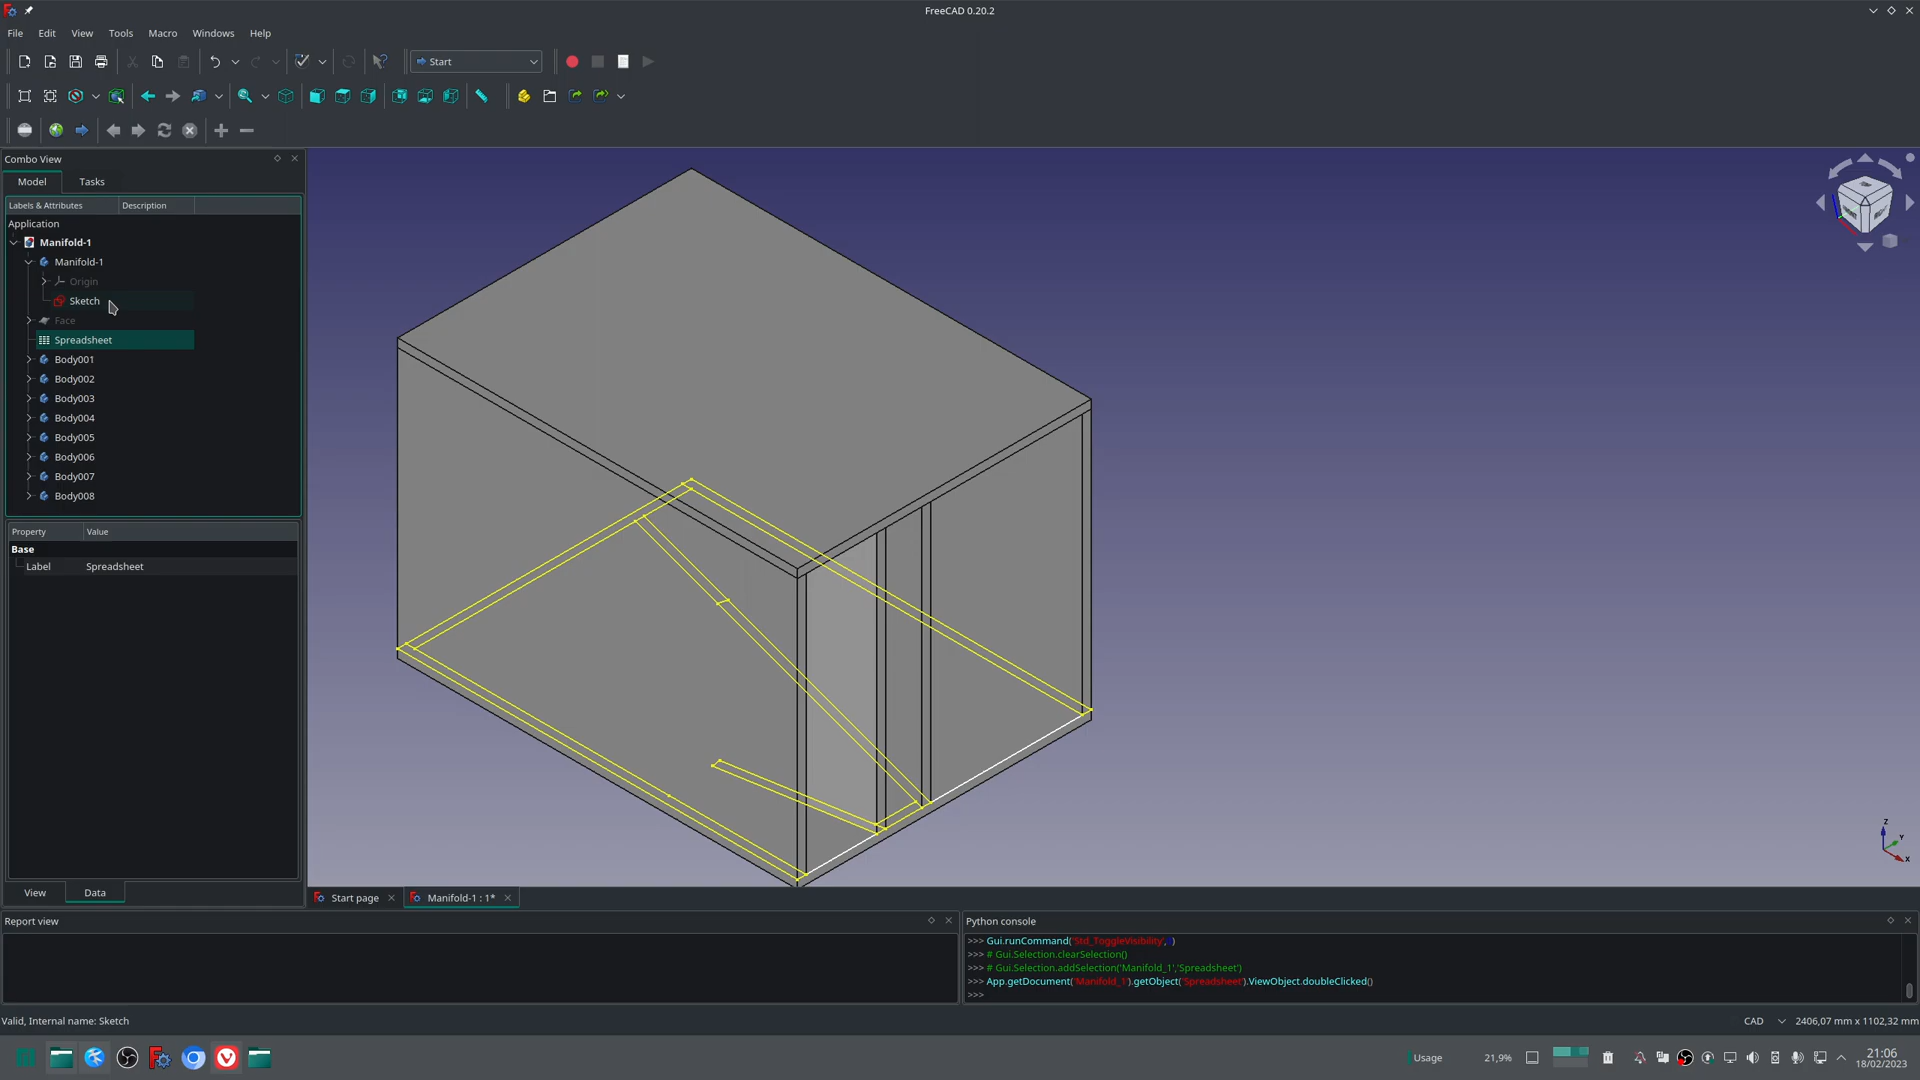 FreeCAD 0.20.2
File Edit View Tools Macro Windows Help
Start
Combo View
Model Tasks
Labels & Attributes Description
Application
Manifold-1
Manifold-1
Origin
Sketch
Face
Spreadsheet
Body001
Body002
Body003
Body004
Body005
Body006
Body007
Body008
Property Value
Base
Label Spreadsheet
Z
Y
X
View Data
Start page Manifold-1 : 1*
Report view
Python console
>>> Gui.runCommand('Std_ToggleVisibility', )
>>> # Gui.Selection.clearSelection()
>>> # Gui.Selection.addSelection('Manifold_1','Spreadsheet')
>>> App.getDocument('Manifold_1').getObject('Spreadsheet').ViewObject.doubleClicked()
>>>
Valid, Internal name: Sketch
CAD 2406,07 mm x 1102,32 mm
Usage 21,9%
21:06
18/02/2023